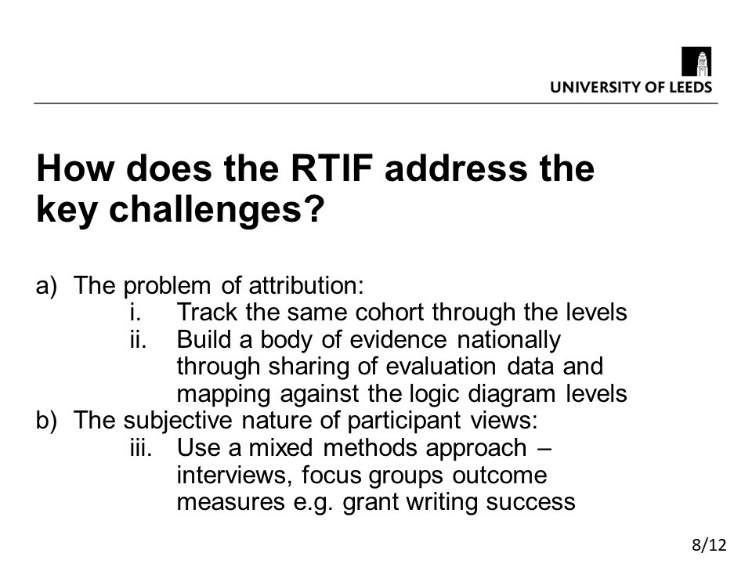 UNIVERSITY OF LEEDS
How does the RTIF address the
key challenges?
a) The problem of attribution:
i. Track the same cohort through the levels
ii. Build a body of evidence nationally
through sharing of evaluation data and
mapping against the logic diagram levels
b) The subjective nature of participant views:
iii. Use a mixed methods approach –
interviews, focus groups outcome
measures e.g. grant writing success
8/12